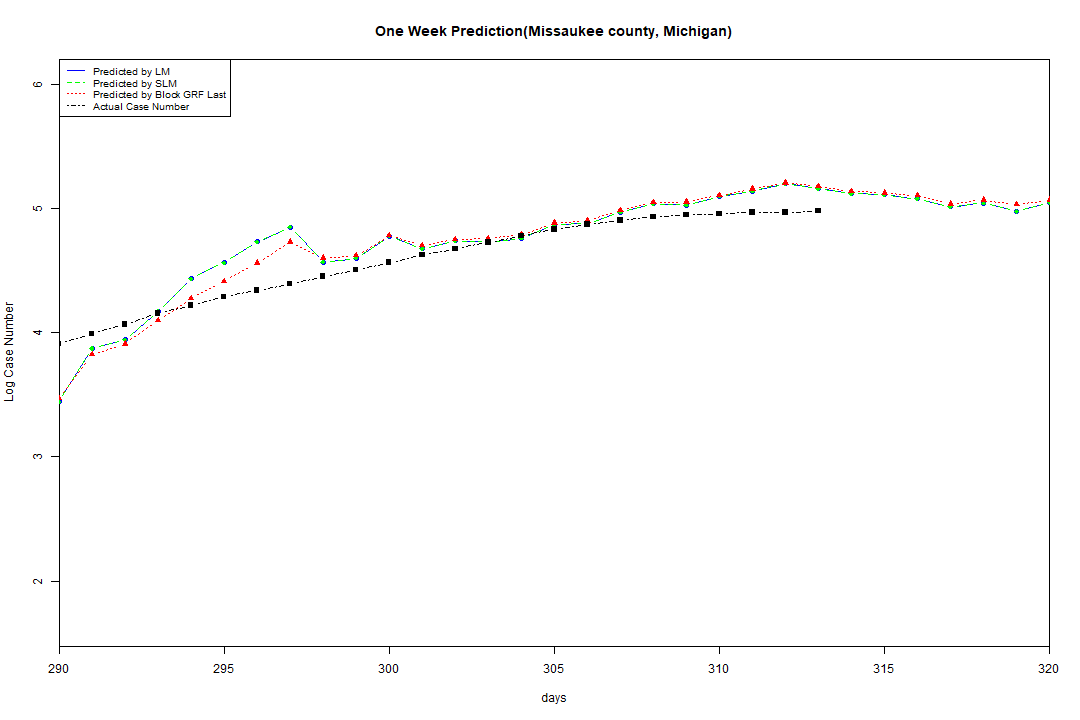 One Week Prediction(Missaukee county, Michigan)
Predicted by LM
Predicted by SLM
Predicted by Block GRF Last
Actual Case Number
6
5
4
3
2
Log Case Number
290 295 300 305 310 315 320
days